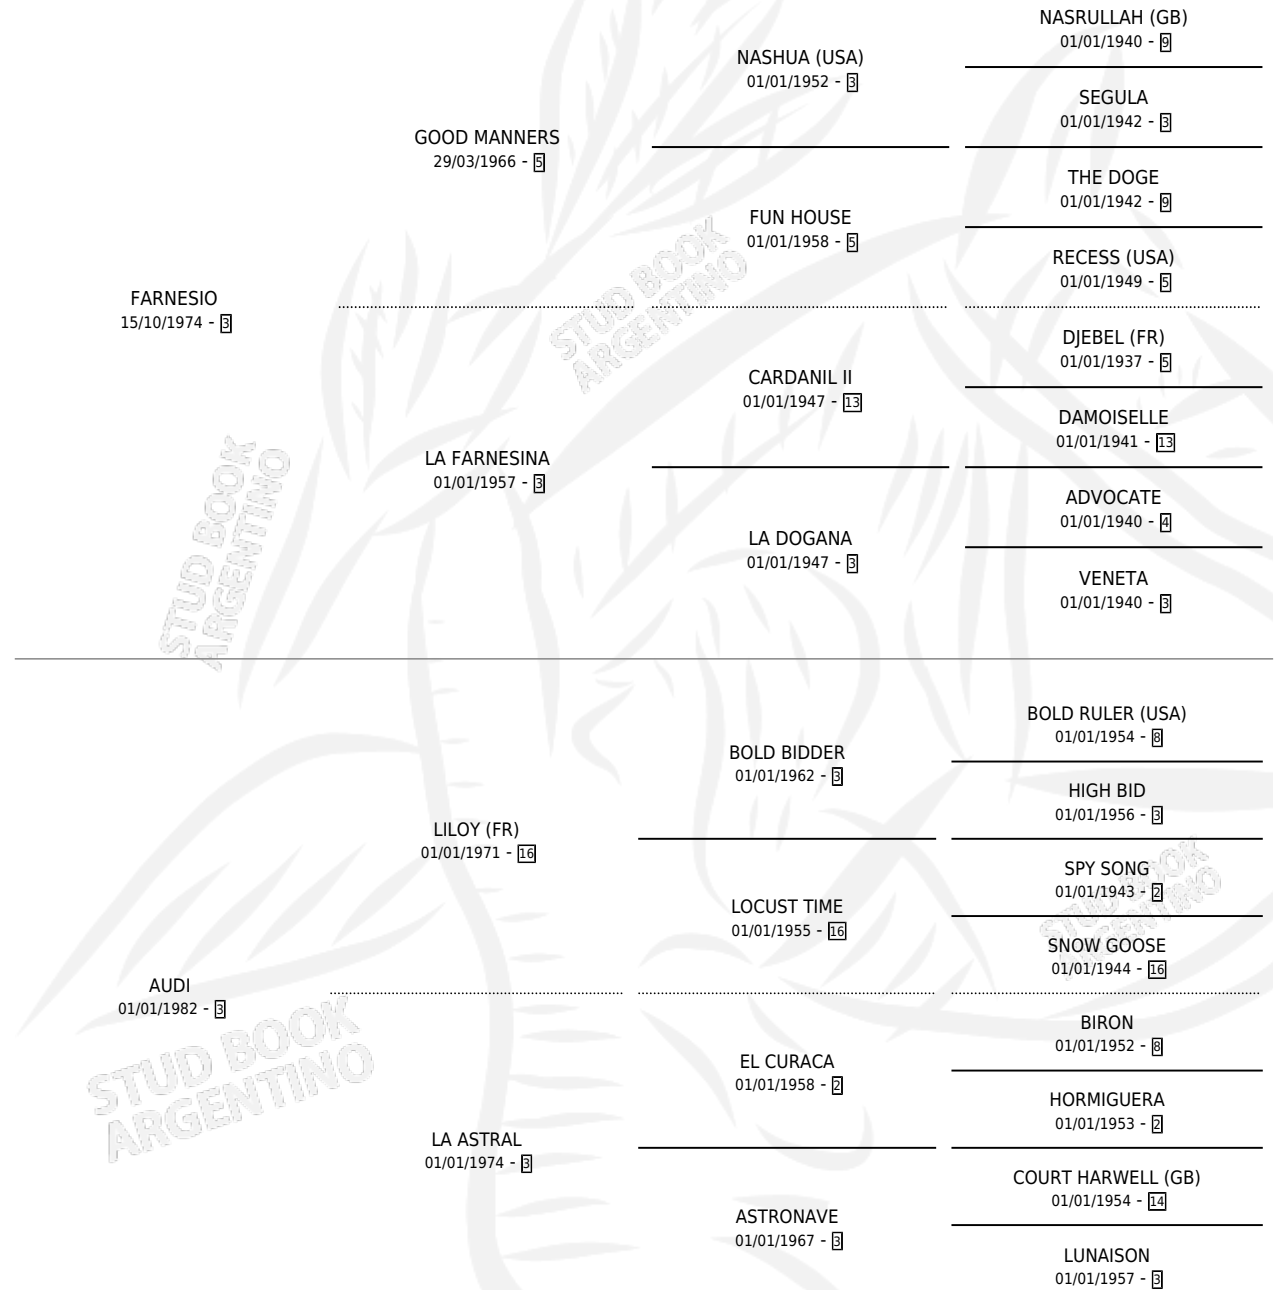 NASRULLAH (GB)
01/01/1940 - 9
NASHUA (USA)
01/01/1952 - 3
SEGULA
01/01/1942 - 3
GOOD MANNERS
29/03/1966 - 5
THE DOGE
01/01/1942 - 9
FUN HOUSE
01/01/1958 - 5
RECESS (USA)
01/01/1949 - 5
FARNESIO
15/10/1974 - 3
DJEBEL (FR)
01/01/1937 - 5
CARDANIL II
01/01/1947 - 13
DAMOISELLE
01/01/1941 - 13
LA FARNESINA
01/01/1957 - 3
ADVOCATE
01/01/1940 - 4
LA DOGANA
01/01/1947 - 3
VENETA
01/01/1940 - 3
STUD BOOK
ARGENTINO
STUD BOOK
ARGENTINO
BOLD RULER (USA)
01/01/1954 - 8
BOLD BIDDER
01/01/1962 - 3
HIGH BID
01/01/1956 - 3
LILOY (FR)
01/01/1971 - 16
SPY SONG
01/01/1943 - 2
LOCUST TIME
01/01/1955 - 16
SNOW GOOSE
01/01/1944 - 16
STUD BOOK
ARGENTINO
AUDI
01/01/1982 - 3
BIRON
01/01/1952 - 8
EL CURACA
01/01/1958 - 2
HORMIGUERA
01/01/1953 - 2
STUD BOOK
ARGENTINO
LA ASTRAL
01/01/1974 - 3
COURT HARWELL (GB)
01/01/1954 - 14
ASTRONAVE
01/01/1967 - 3
LUNAISON
01/01/1957 - 3